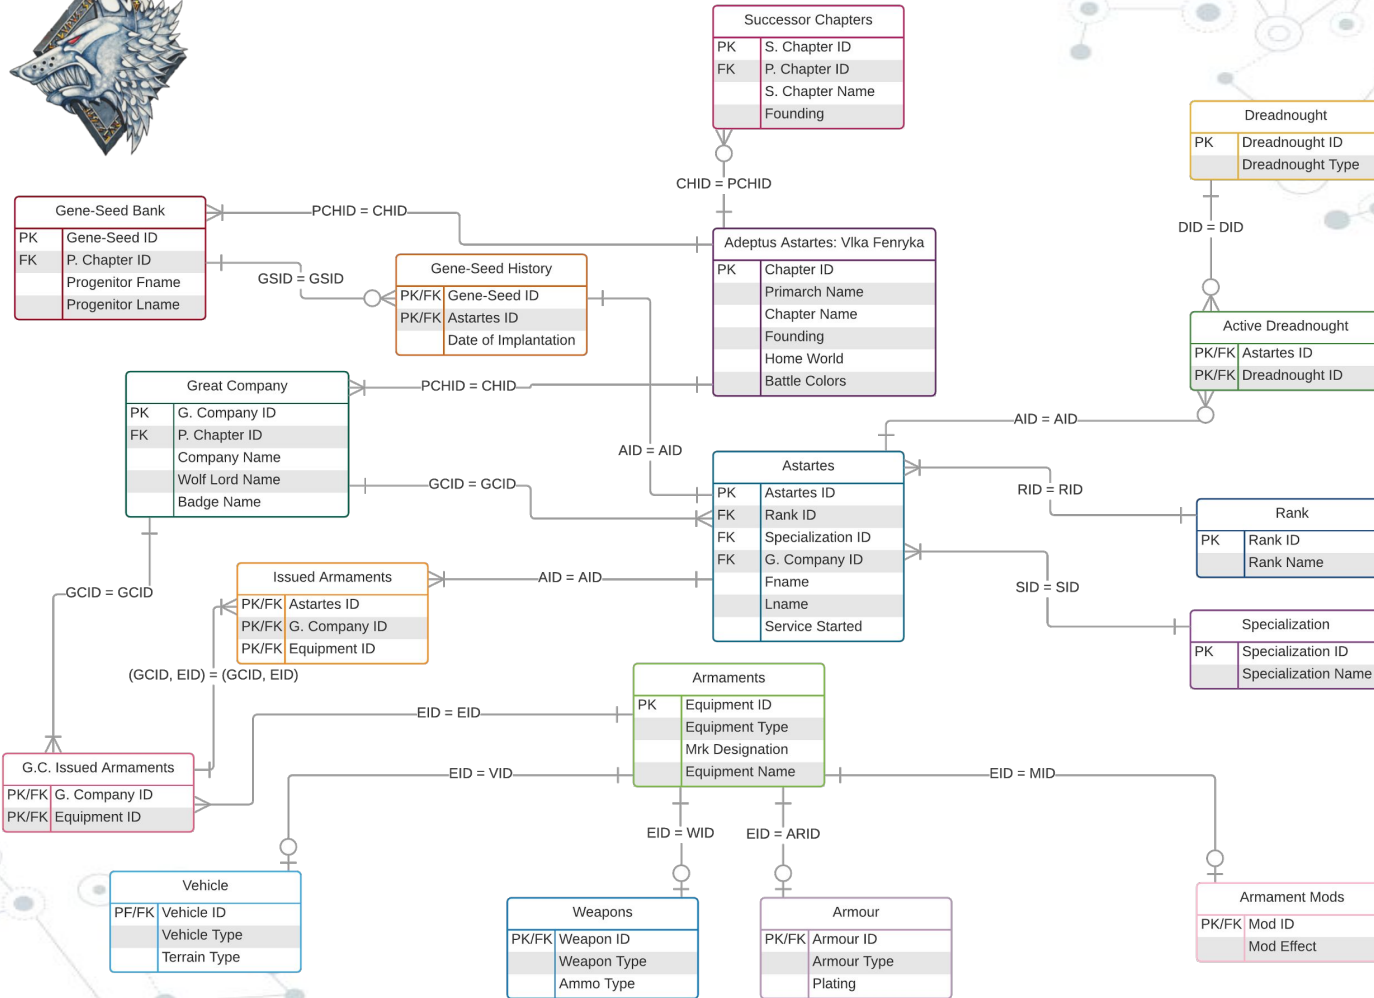 Successor Chapters
PK S. Chapter ID
FK P. Chapter ID
S. Chapter Name
Founding
CHID = PCHID
Dreadnought
PK Dreadnought ID
Dreadnought Type
DID = DID
Gene-Seed Bank
PK Gene-Seed ID
FK P. Chapter ID
Progenitor Fname
Progenitor Lname
PCHID = CHID
GSID = GSID
Gene-Seed History
PK/FK Gene-Seed ID
PK/FK Astartes ID
Date of Implantation
Adeptus Astartes: Vlka Fenryka
PK Chapter ID
Primarch Name
Chapter Name
Founding
Home World
Battle Colors
Active Dreadnought
PK/FK Astartes ID
PK/FK Dreadnought ID
Great Company
PK G. Company ID
FK P. Chapter ID
Company Name
Wolf Lord Name
Badge Name
PCHID = CHID
AID = AID
AID = AID
GCID = GCID
Astartes
PK Astartes ID
FK Rank ID
FK Specialization ID
FK G. Company ID
Fname
Lname
Service Started
RID = RID
Rank
PK Rank ID
Rank Name
SID = SID
Specialization
PK Specialization ID
Specialization Name
GCID = GCID
Issued Armaments
PK/FK Astartes ID
PK/FK G. Company ID
PK/FK Equipment ID
AID = AID
(GCID, EID) = (GCID, EID)
Armaments
PK Equipment ID
Equipment Type
Mrk Designation
Equipment Name
EID = EID
G.C. Issued Armaments
PK/FK G. Company ID
PK/FK Equipment ID
EID = VID
EID = MID
EID = WID
EID = ARID
Vehicle
PF/FK Vehicle ID
Vehicle Type
Terrain Type
Weapons
PK/FK Weapon ID
Weapon Type
Ammo Type
Armour
PK/FK Armour ID
Armour Type
Plating
Armament Mods
PK/FK Mod ID
Mod Effect